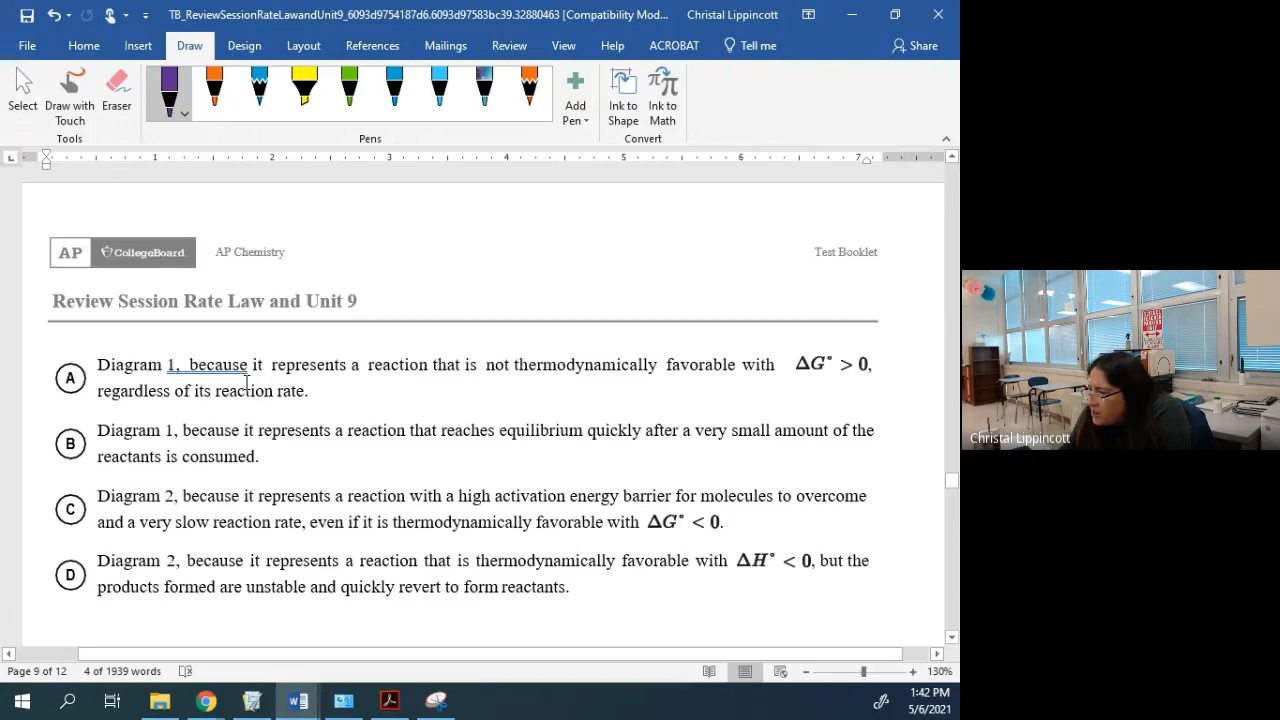 TB_ReviewSessionRateLawandUnit9_6093d9754187d6.6093d97583bc39.32880463 [Compatibility Mod... Christal Lippincott
File Home Insert Draw Design Layout References Mailings Review View Help ACROBAT Tell me Share
Select Draw with Touch Eraser Add Pen Ink to Shape Ink to Math
Tools Pens Convert
1 2 3 4 5 6 7
AP CollegeBoard AP Chemistry Test Booklet
Review Session Rate Law and Unit 9
A Diagram 1, because it represents a reaction that is not thermodynamically favorable with ΔG° > 0,
regardless of its reaction rate.
B Diagram 1, because it represents a reaction that reaches equilibrium quickly after a very small amount of the
reactants is consumed.
C Diagram 2, because it represents a reaction with a high activation energy barrier for molecules to overcome
and a very slow reaction rate, even if it is thermodynamically favorable with ΔG° < 0.
D Diagram 2, because it represents a reaction that is thermodynamically favorable with ΔH° < 0, but the
products formed are unstable and quickly revert to form reactants.
Page 9 of 12 4 of 1939 words 130%
1:42 PM
5/6/2021
Christal Lippincott